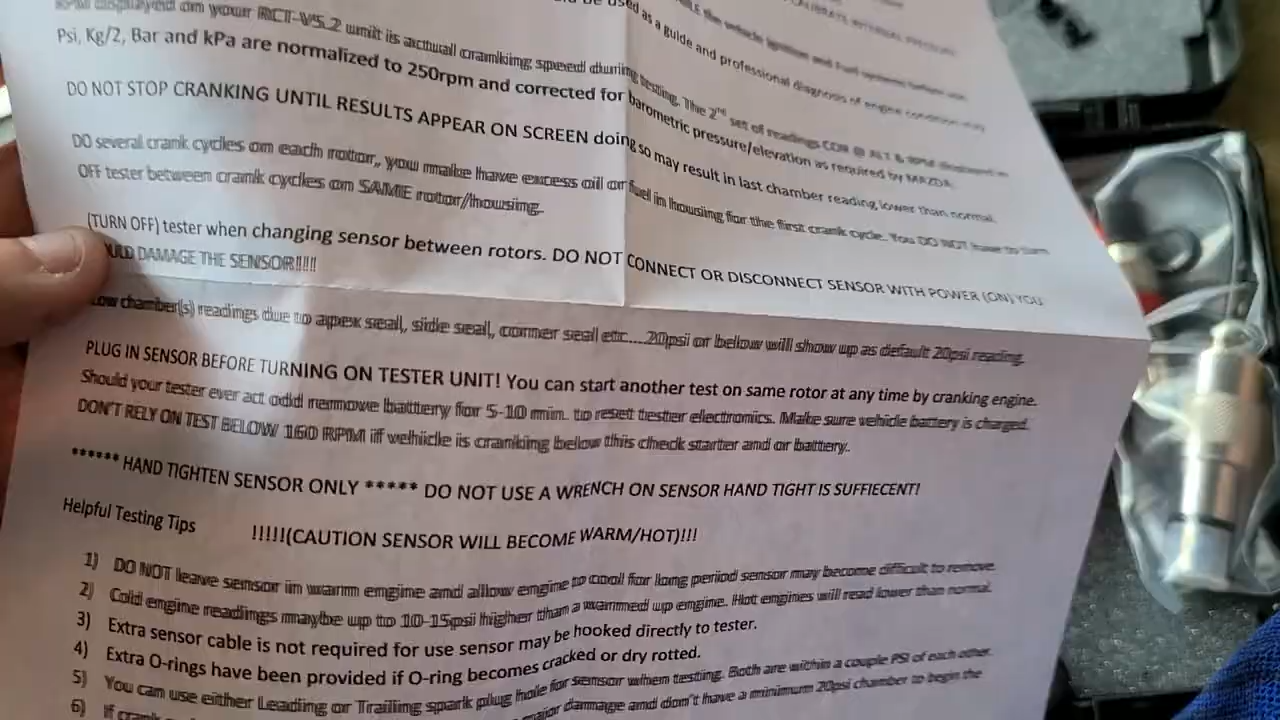 displayed on your RCT-V5.2 unit is actual cranking speed during testing. The 2nd set of readings COR @ ALT & RPM displayed in
Psi, Kg/2, Bar and kPa are normalized to 250rpm and corrected for barometric pressure/elevation as required by MAZDA.
DO NOT STOP CRANKING UNTIL RESULTS APPEAR ON SCREEN doing so may result in last chamber reading lower than normal.
DO several crank cycles on each rotor, you make have excess oil or fuel in housing for the first crank cycle. You DO NOT have to turn
OFF tester between crank cycles on SAME rotor/housing.
(TURN OFF) tester when changing sensor between rotors. DO NOT CONNECT OR DISCONNECT SENSOR WITH POWER (ON) YOU
OULD DAMAGE THE SENSOR!!!!!
Low chamber(s) readings due to apex seal, side seal, corner seal etc....20psi or below will show up as default 20psi reading.
PLUG IN SENSOR BEFORE TURNING ON TESTER UNIT! You can start another test on same rotor at any time by cranking engine.
Should your tester ever act odd remove battery for 5-10 min. to reset tester electronics. Make sure vehicle battery is charged.
DON'T RELY ON TEST BELOW 160 RPM if vehicle is cranking below this check starter and or battery.
****** HAND TIGHTEN SENSOR ONLY ***** DO NOT USE A WRENCH ON SENSOR HAND TIGHT IS SUFFIECENT!
Helpful Testing Tips !!!!!(CAUTION SENSOR WILL BECOME WARM/HOT)!!!
1) DO NOT leave sensor in warm engine and allow engine to cool for long period sensor may become difficult to remove.
2) Cold engine readings maybe up to 10-15psi higher than a warmed up engine. Hot engines will read lower than normal.
3) Extra sensor cable is not required for use sensor may be hooked directly to tester.
4) Extra O-rings have been provided if O-ring becomes cracked or dry rotted.
5) You can use either Leading or Trailing spark plug hole for sensor when testing. Both are within a couple PSI of each other.
6) If major damage and don't have a minimum 20psi chamber to begin the